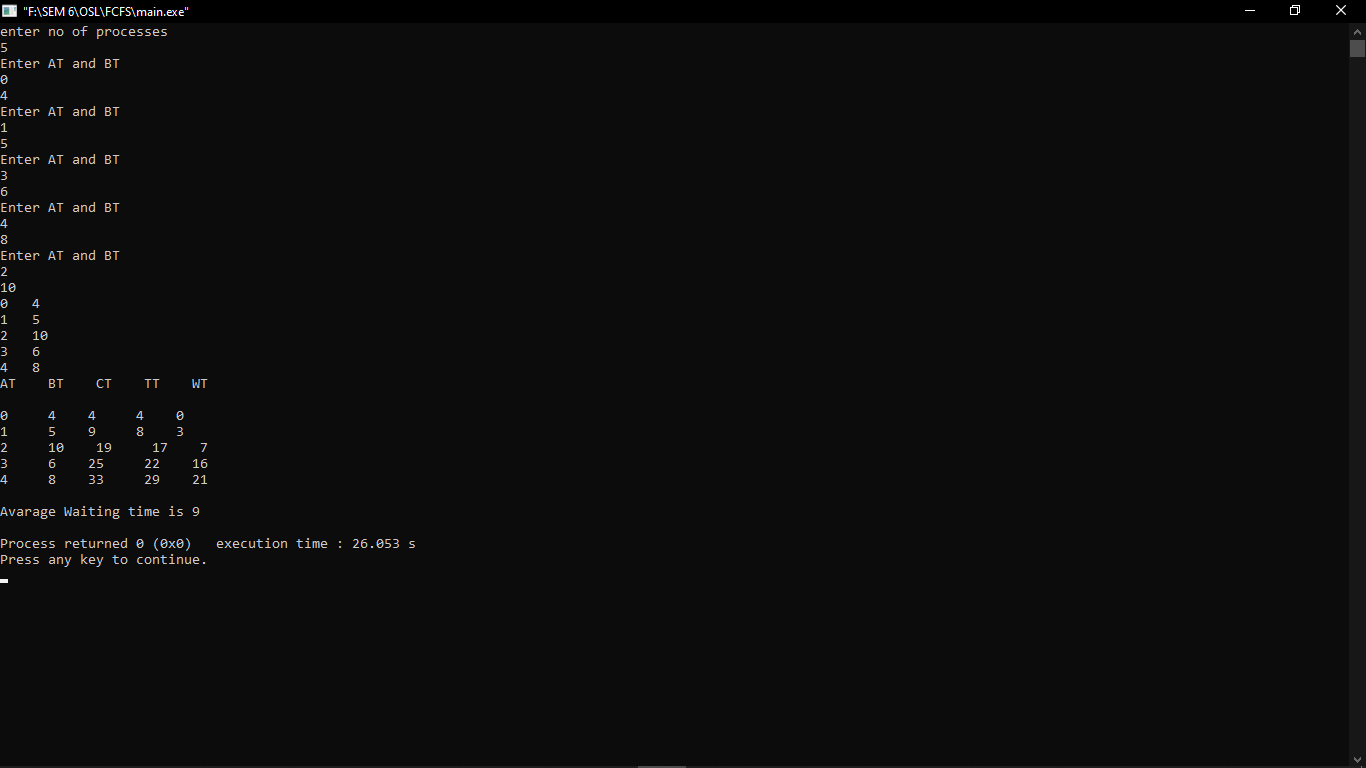 "F:\SEM 6\OSL\FCFS\main.exe"
enter no of processes
5
Enter AT and BT
0
4
Enter AT and BT
1
5
Enter AT and BT
3
6
Enter AT and BT
4
8
Enter AT and BT
2
10
0   4
1   5
2   10
3   6
4   8
AT    BT    CT    TT    WT
0     4    4     4    0
1     5    9     8    3
2     10    19     17    7
3     6    25     22    16
4     8    33     29    21
Avarage Waiting time is 9
Process returned 0 (0x0)   execution time : 26.053 s
Press any key to continue.